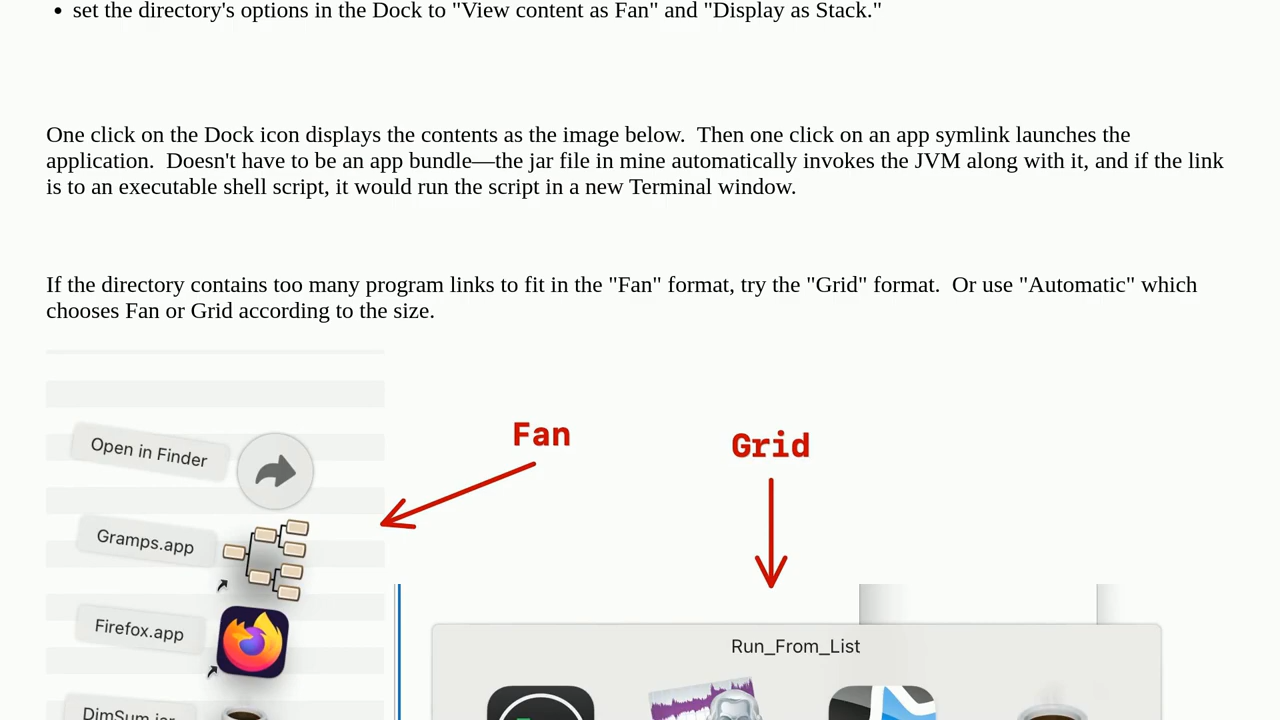 • set the directory's options in the Dock to "View content as Fan" and "Display as Stack."
One click on the Dock icon displays the contents as the image below.  Then one click on an app symlink launches the
application.  Doesn't have to be an app bundle—the jar file in mine automatically invokes the JVM along with it, and if the link
is to an executable shell script, it would run the script in a new Terminal window.
If the directory contains too many program links to fit in the "Fan" format, try the "Grid" format.  Or use "Automatic" which
chooses Fan or Grid according to the size.
Fan
Grid
Open in Finder
Gramps.app
Firefox.app
Run_From_List
DimSum.jar